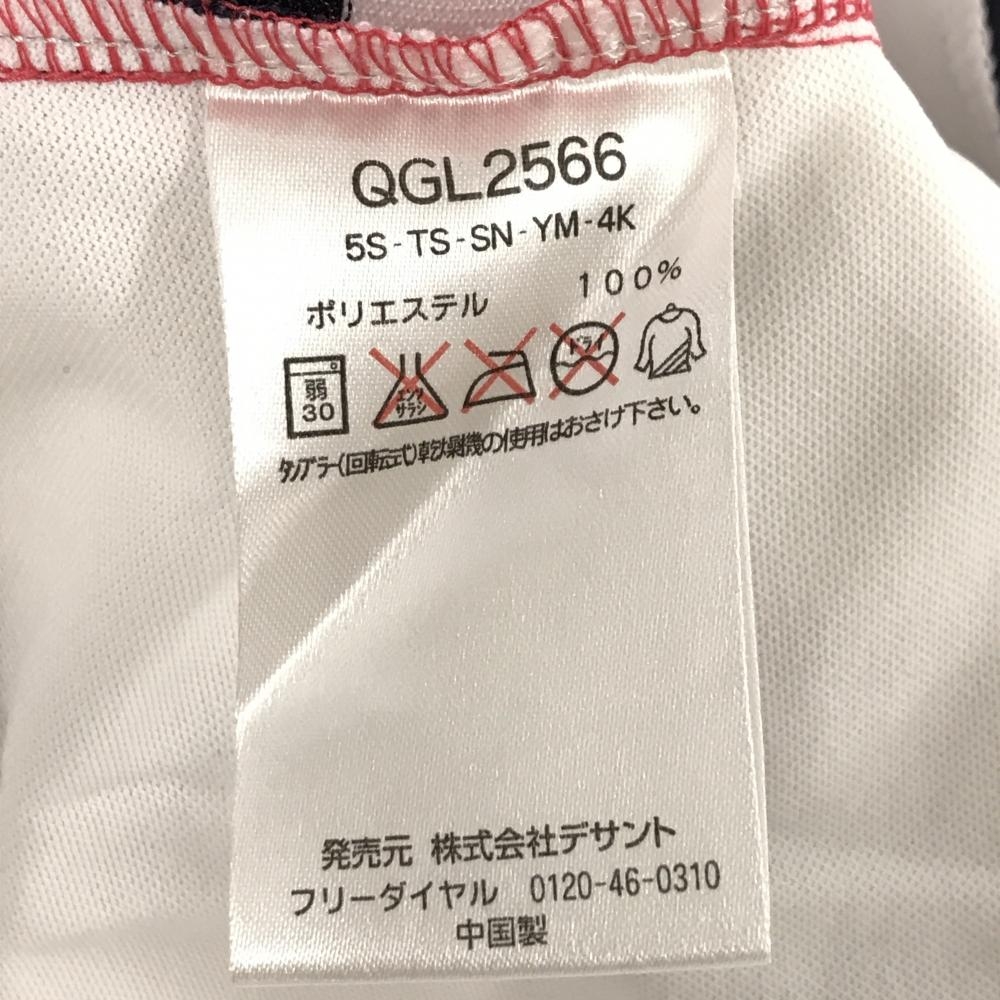 QGL2566
5S-TS-SN-YM-4K
ポリエステル 100%
弱
30
エンソ
サラシ
ドライ
タンブラー(回転式)乾燥機の使用はおさけ下さい。
発売元 株式会社デサント
フリーダイヤル 0120-46-0310
中国製